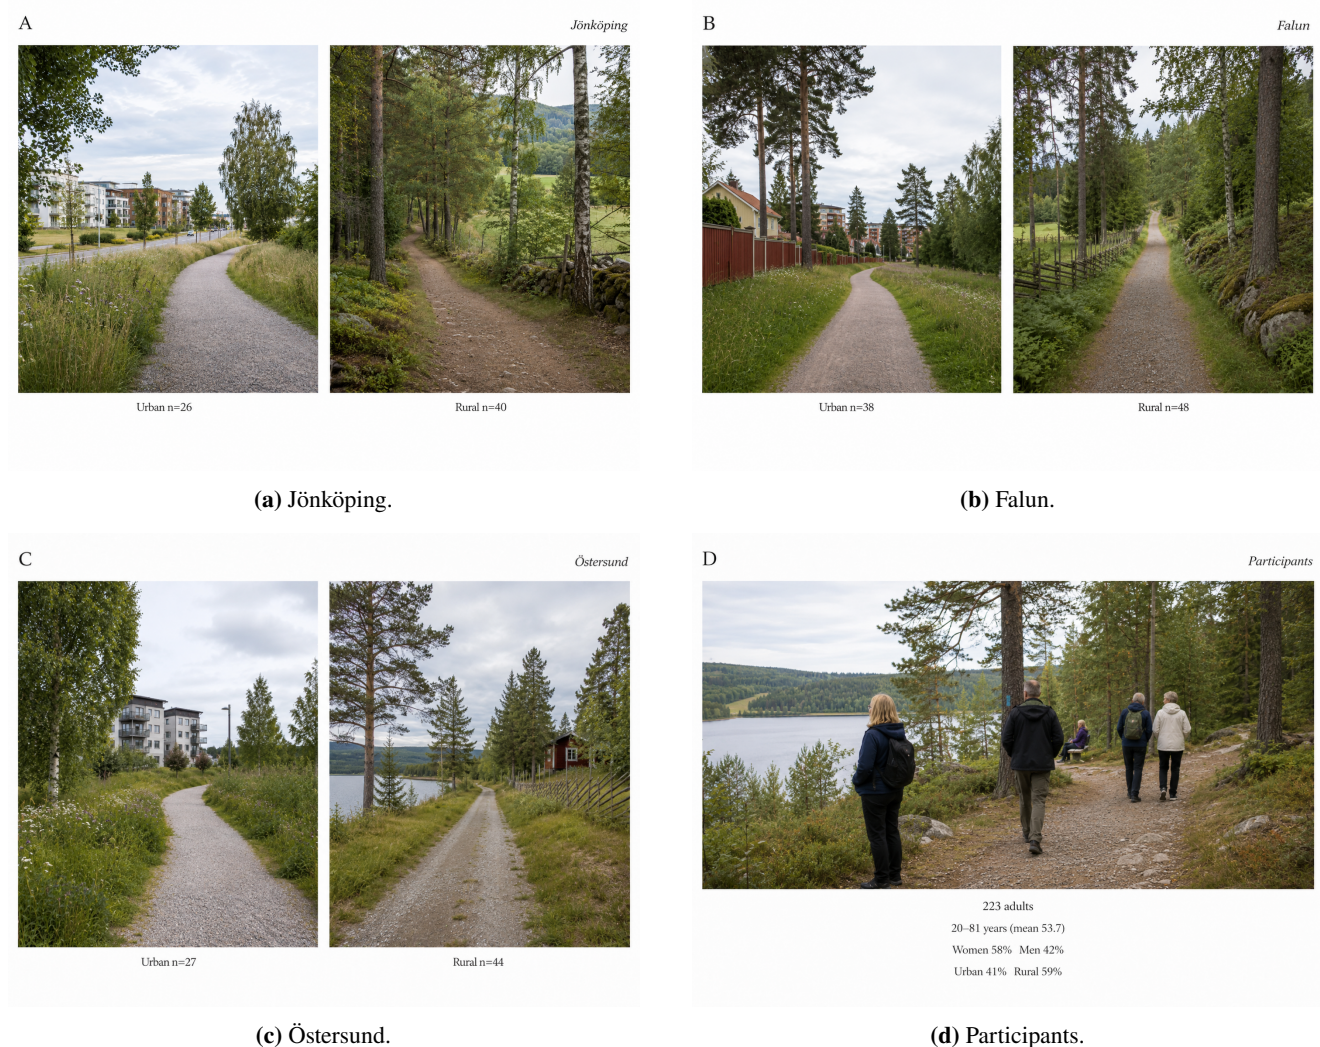 A
Jönköping
Urban n=26
Rural n=40
(a) Jönköping.
B
Falun
Urban n=38
Rural n=48
(b) Falun.
C
Östersund
Urban n=27
Rural n=44
(c) Östersund.
D
Participants
223 adults
20–81 years (mean 53.7)
Women 58% Men 42%
Urban 41% Rural 59%
(d) Participants.